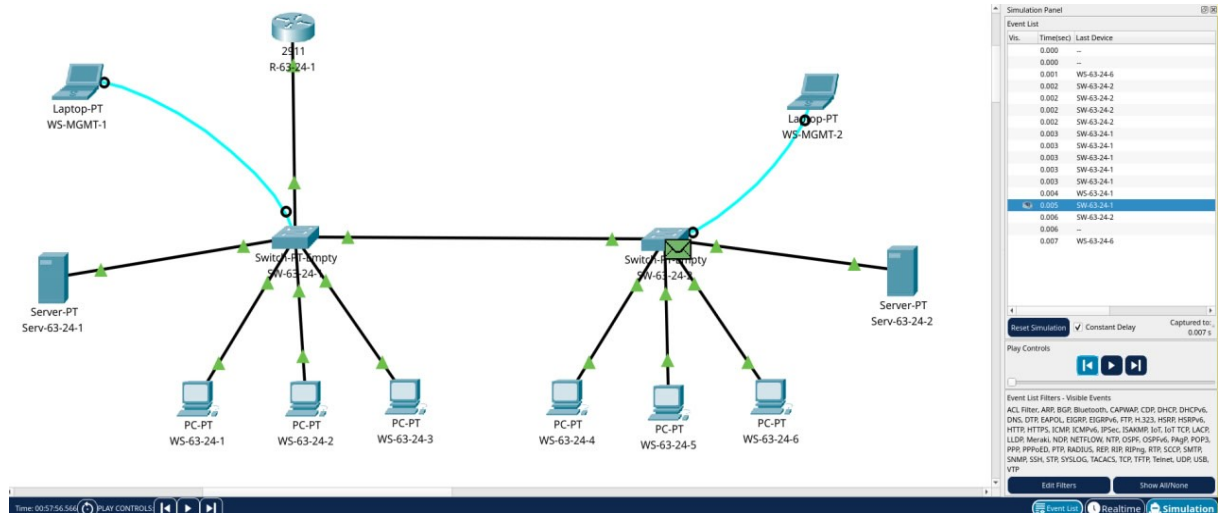 2911
R-63-24-1
Laptop-PT
WS-MGMT-1
Laptop-PT
WS-MGMT-2
Switch-PT-Empty
SW-63-24-1
Switch-PT-Empty
SW-63-24-2
Server-PT
Serv-63-24-1
Server-PT
Serv-63-24-2
PC-PT
WS-63-24-1
PC-PT
WS-63-24-2
PC-PT
WS-63-24-3
PC-PT
WS-63-24-4
PC-PT
WS-63-24-5
PC-PT
WS-63-24-6
Simulation Panel
Event List
Vis. Time(sec) Last Device
0.000 --
0.000 --
0.001 WS-63-24-6
0.002 SW-63-24-2
0.002 SW-63-24-2
0.002 SW-63-24-2
0.002 SW-63-24-2
0.003 SW-63-24-1
0.003 SW-63-24-1
0.003 SW-63-24-1
0.003 SW-63-24-1
0.003 SW-63-24-1
0.004 WS-63-24-1
0.005 SW-63-24-1
0.006 SW-63-24-2
0.006 --
0.007 WS-63-24-6
Reset Simulation Constant Delay Captured to:
0.007 s
Play Controls
Event List Filters - Visible Events
ACL Filter, ARP, BGP, Bluetooth, CAPWAP, CDP, DHCP, DHCPv6,
DNS, DTP, EAPOL, EIGRP, EIGRPv6, FTP, H.323, HSRP, HSRPv6,
HTTP, HTTPS, ICMP, ICMPv6, IPSec, ISAKMP, IoT, IoT TCP, LACP,
LLDP, Meraki, NDP, NETFLOW, NTP, OSPF, OSPFv6, PAgP, POP3,
PPP, PPPoED, PTP, RADIUS, REP, RIP, RIPng, RTP, SCCP, SMTP,
SNMP, SSH, STP, SYSLOG, TACACS, TCP, TFTP, Telnet, UDP, USB,
VTP
Edit Filters Show All/None
Time: 00:57:56.566 PLAY CONTROLS: Event List Realtime Simulation